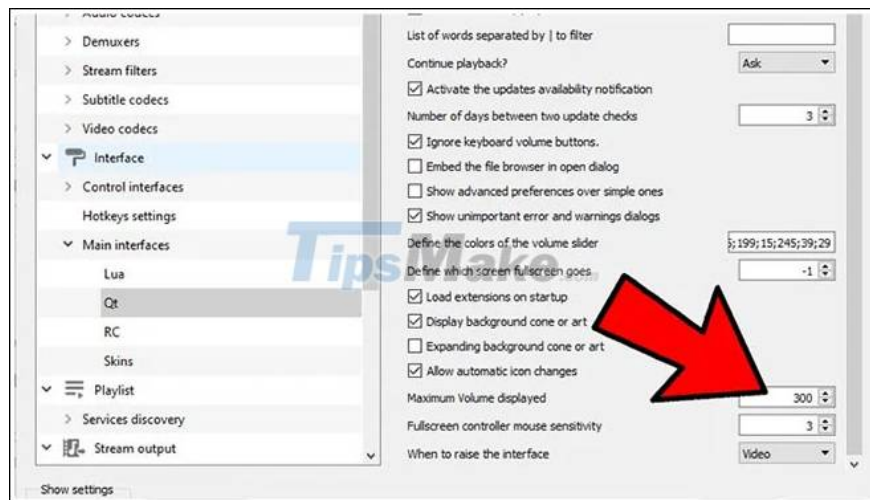 Audio codecs
Demuxers
Stream filters
Subtitle codecs
Video codecs
Interface
Control interfaces
Hotkeys settings
Main interfaces
Lua
Qt
RC
Skins
Playlist
Services discovery
Stream output
Show settings
List of words separated by | to filter
Continue playback? Ask
Activate the updates availability notification
Number of days between two update checks 3
Ignore keyboard volume buttons.
Embed the file browser in open dialog
Show advanced preferences over simple ones
Show unimportant error and warnings dialogs
Define the colors of the volume slider 5;199;15;245;39;29
Define which screen fullscreen goes -1
Load extensions on startup
Display background cone or art
Expanding background cone or art
Allow automatic icon changes
Maximum Volume displayed 300
Fullscreen controller mouse sensitivity 3
When to raise the interface Video
TipsMake.com